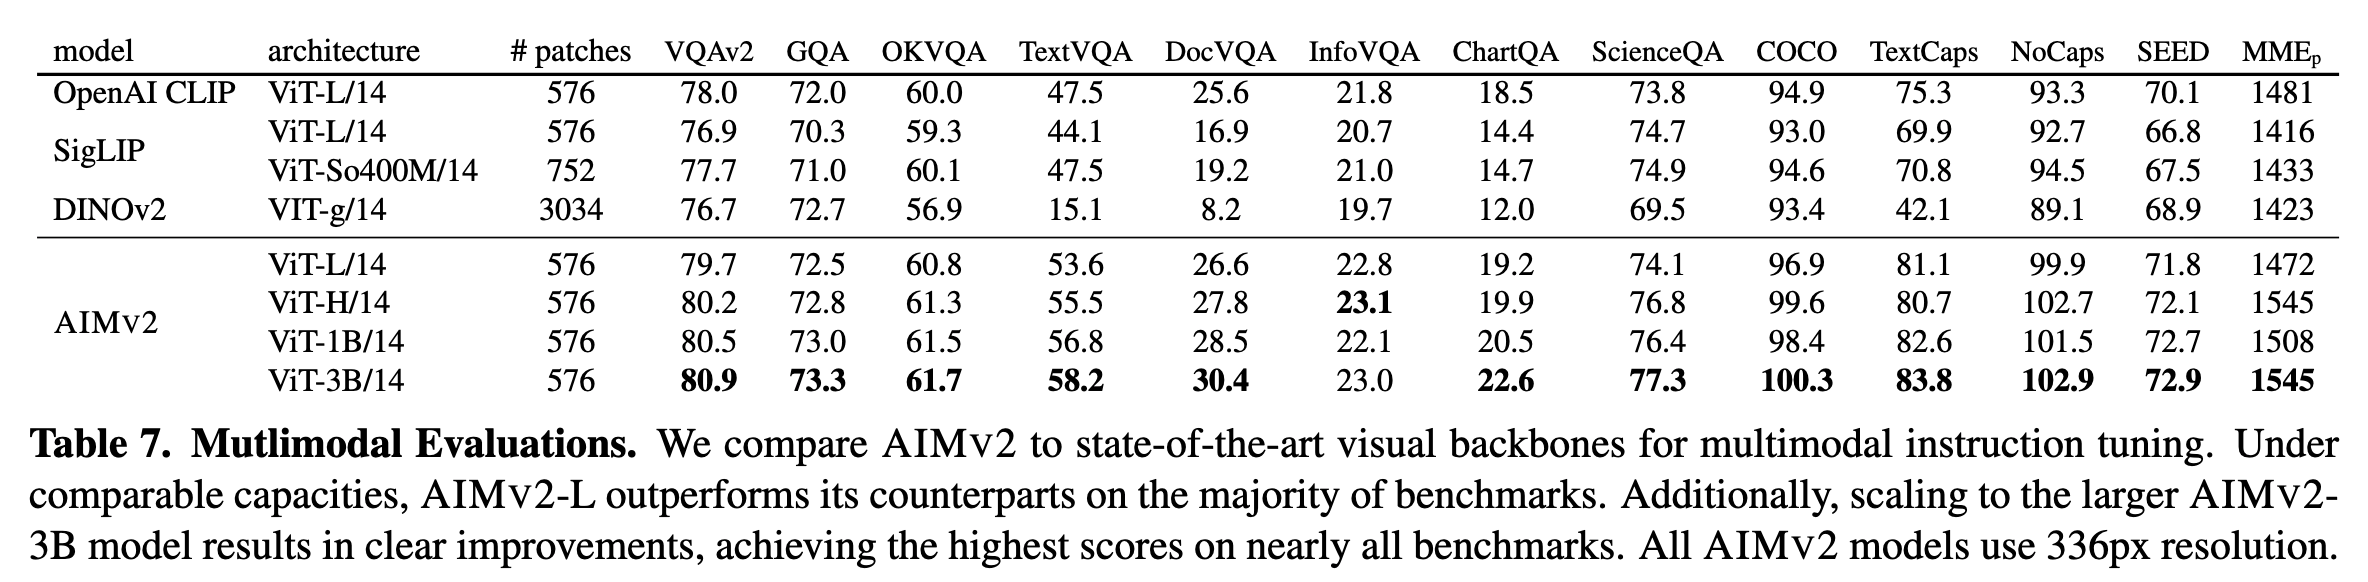 model architecture # patches VQAv2 GQA OKVQA TextVQA DocVQA InfoVQA ChartQA ScienceQA COCO TextCaps NoCaps SEED MMEp
OpenAI CLIP ViT-L/14 576 78.0 72.0 60.0 47.5 25.6 21.8 18.5 73.8 94.9 75.3 93.3 70.1 1481
SigLIP
ViT-L/14 576 76.9 70.3 59.3 44.1 16.9 20.7 14.4 74.7 93.0 69.9 92.7 66.8 1416
ViT-So400M/14 752 77.7 71.0 60.1 47.5 19.2 21.0 14.7 74.9 94.6 70.8 94.5 67.5 1433
DINOv2 VIT-g/14 3034 76.7 72.7 56.9 15.1 8.2 19.7 12.0 69.5 93.4 42.1 89.1 68.9 1423
AIMV2
ViT-L/14 576 79.7 72.5 60.8 53.6 26.6 22.8 19.2 74.1 96.9 81.1 99.9 71.8 1472
ViT-H/14 576 80.2 72.8 61.3 55.5 27.8 23.1 19.9 76.8 99.6 80.7 102.7 72.1 1545
ViT-1B/14 576 80.5 73.0 61.5 56.8 28.5 22.1 20.5 76.4 98.4 82.6 101.5 72.7 1508
ViT-3B/14 576 80.9 73.3 61.7 58.2 30.4 23.0 22.6 77.3 100.3 83.8 102.9 72.9 1545
Table 7. Mutlimodal Evaluations. We compare AIMV2 to state-of-the-art visual backbones for multimodal instruction tuning. Under
comparable capacities, AIMV2-L outperforms its counterparts on the majority of benchmarks. Additionally, scaling to the larger AIMV2-
3B model results in clear improvements, achieving the highest scores on nearly all benchmarks. All AIMV2 models use 336px resolution.